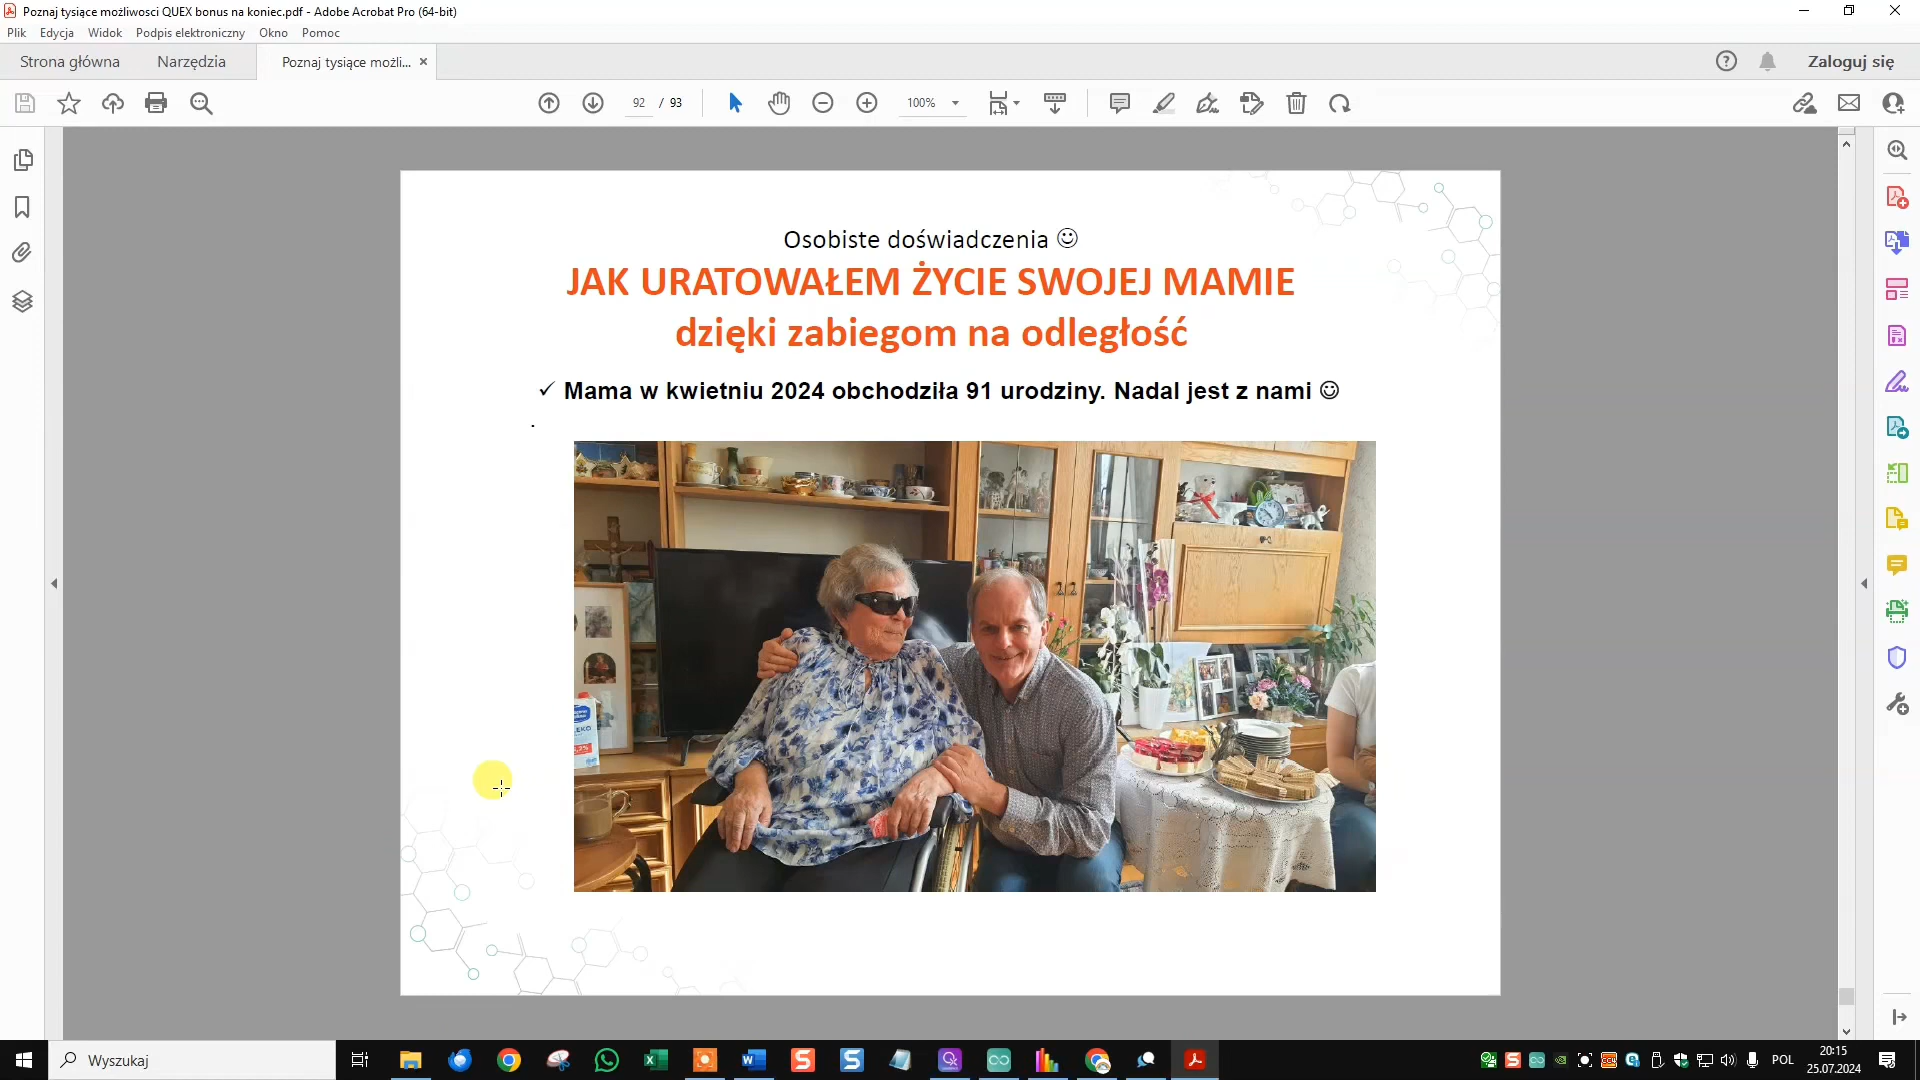 Poznaj tysiące możliwosci QUEX bonus na koniec.pdf - Adobe Acrobat Pro (64-bit)
Plik Edycja Widok Podpis elektroniczny Okno Pomoc
Strona główna Narzędzia Poznaj tysiące możli... Zaloguj się
92 / 93 100%
Osobiste doświadczenia ☺
JAK URATOWAŁEM ŻYCIE SWOJEJ MAMIE
dzięki zabiegom na odległość
✓ Mama w kwietniu 2024 obchodziła 91 urodziny. Nadal jest z nami ☺
.
Wyszukaj
POL
20:15
25.07.2024